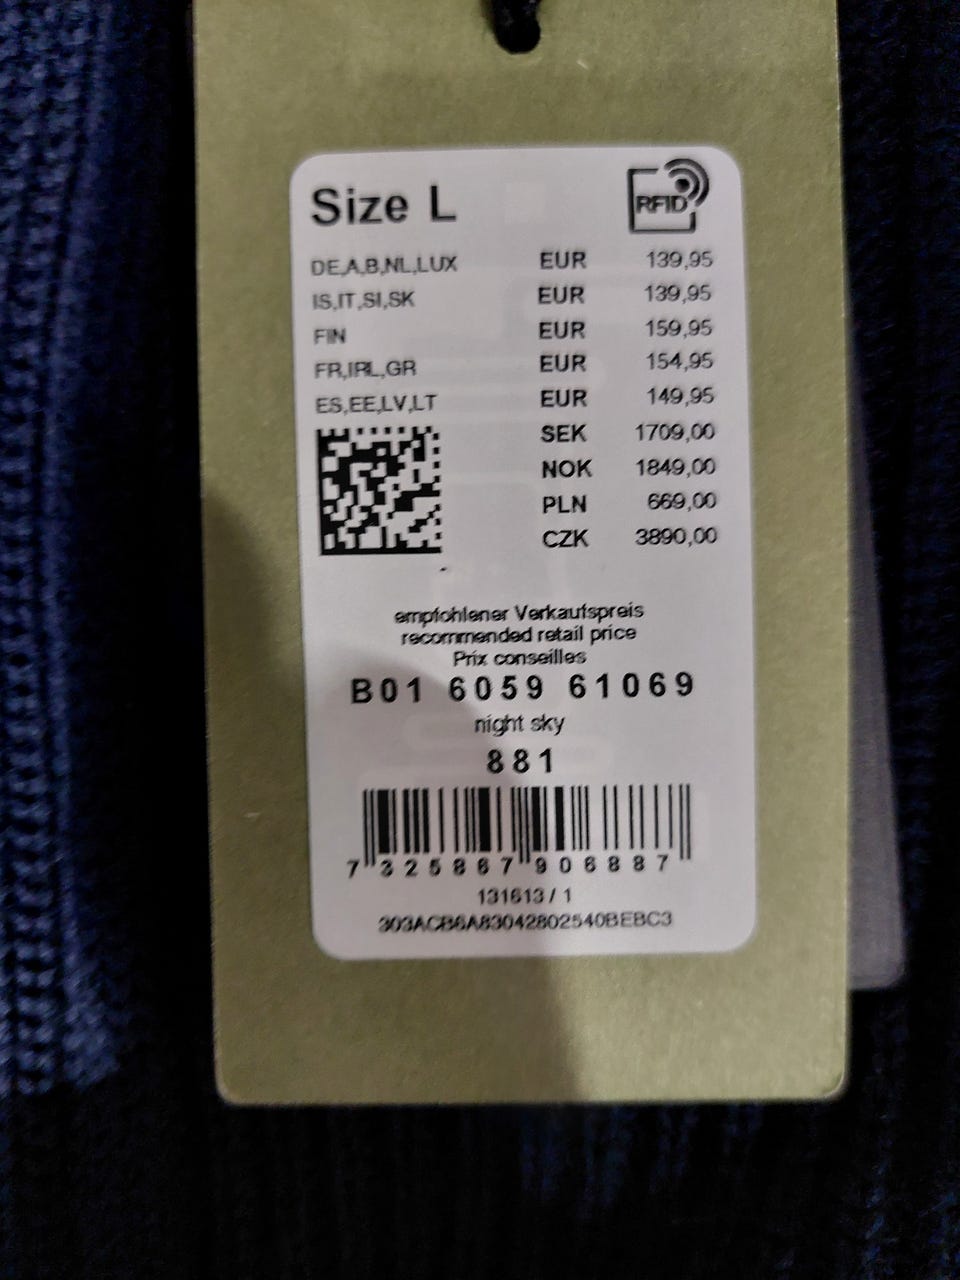 Size L
RFID
DE,A,B,NL,LUX EUR 139,95
IS,IT,SI,SK EUR 139,95
FIN EUR 159,95
FR,IRL,GR EUR 154,95
ES,EE,LV,LT EUR 149,95
SEK 1709,00
NOK 1849,00
PLN 669,00
CZK 3890,00
empfohlener Verkaufspreis
recommended retail price
Prix conseilles
B01 6059 61069
night sky
881
7 325867 906887
131613 / 1
303ACB6A83042802540BEBC3